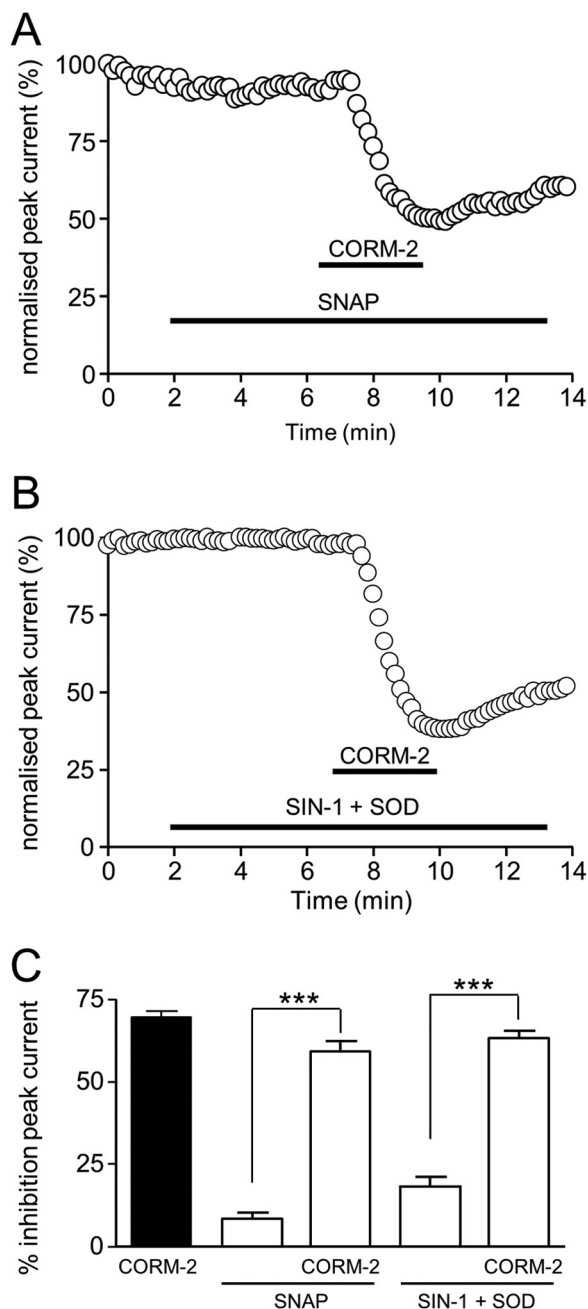 A
normalised peak current (%)
100
75
50
25
0
CORM-2
SNAP
0 2 4 6 8 10 12 14
Time (min)
B
normalised peak current (%)
100
75
50
25
0
CORM-2
SIN-1 + SOD
0 2 4 6 8 10 12 14
Time (min)
C
% inhibition peak current
75
50
25
0
*** ***
CORM-2 CORM-2 CORM-2
SNAP SIN-1 + SOD